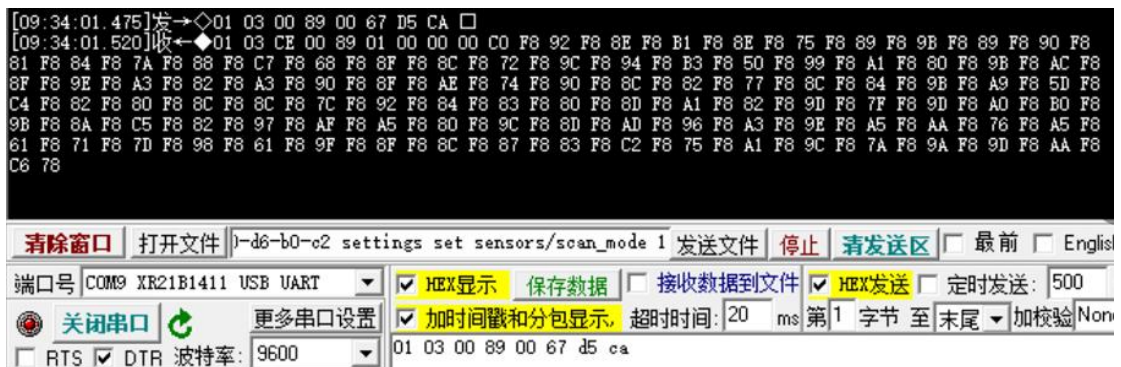 [09:34:01.475]发→◇01 03 00 89 00 67 D5 CA □
[09:34:01.520]收←◆01 03 CE 00 89 01 00 00 00 C0 F8 92 F8 8E F8 B1 F8 8E F8 75 F8 89 F8 9B F8 89 F8 90 F8
81 F8 84 F8 7A F8 88 F8 C7 F8 68 F8 8F F8 8C F8 72 F8 9C F8 94 F8 B3 F8 50 F8 99 F8 A1 F8 80 F8 9B F8 AC F8
8F F8 9E F8 A3 F8 82 F8 A3 F8 90 F8 8F F8 AE F8 74 F8 90 F8 8C F8 82 F8 77 F8 8C F8 84 F8 9B F8 A9 F8 5D F8
C4 F8 82 F8 80 F8 8C F8 8C F8 7C F8 92 F8 84 F8 83 F8 80 F8 8D F8 A1 F8 82 F8 9D F8 7F F8 9D F8 A0 F8 B0 F8
9B F8 8A F8 C5 F8 82 F8 97 F8 AF F8 A5 F8 80 F8 9C F8 8D F8 AD F8 96 F8 A3 F8 9E F8 A5 F8 AA F8 76 F8 A5 F8
61 F8 71 F8 7D F8 98 F8 61 F8 9F F8 8F F8 8C F8 87 F8 83 F8 C2 F8 75 F8 A1 F8 9C F8 7A F8 9A F8 9D F8 AA F8
C6 78
清除窗口 打开文件 )-d6-b0-c2 settings set sensors/scan_mode 1 发送文件 停止 清发送区 最前 English
端口号 COM9 XR21B1411 USB UART HEX显示 保存数据 接收数据到文件 HEX发送 定时发送: 500
关闭串口 更多串口设置 加时间戳和分包显示, 超时时间: 20 ms 第1 字节 至 末尾 加校验 None
RTS DTR 波特率: 9600 01 03 00 89 00 67 d5 ca